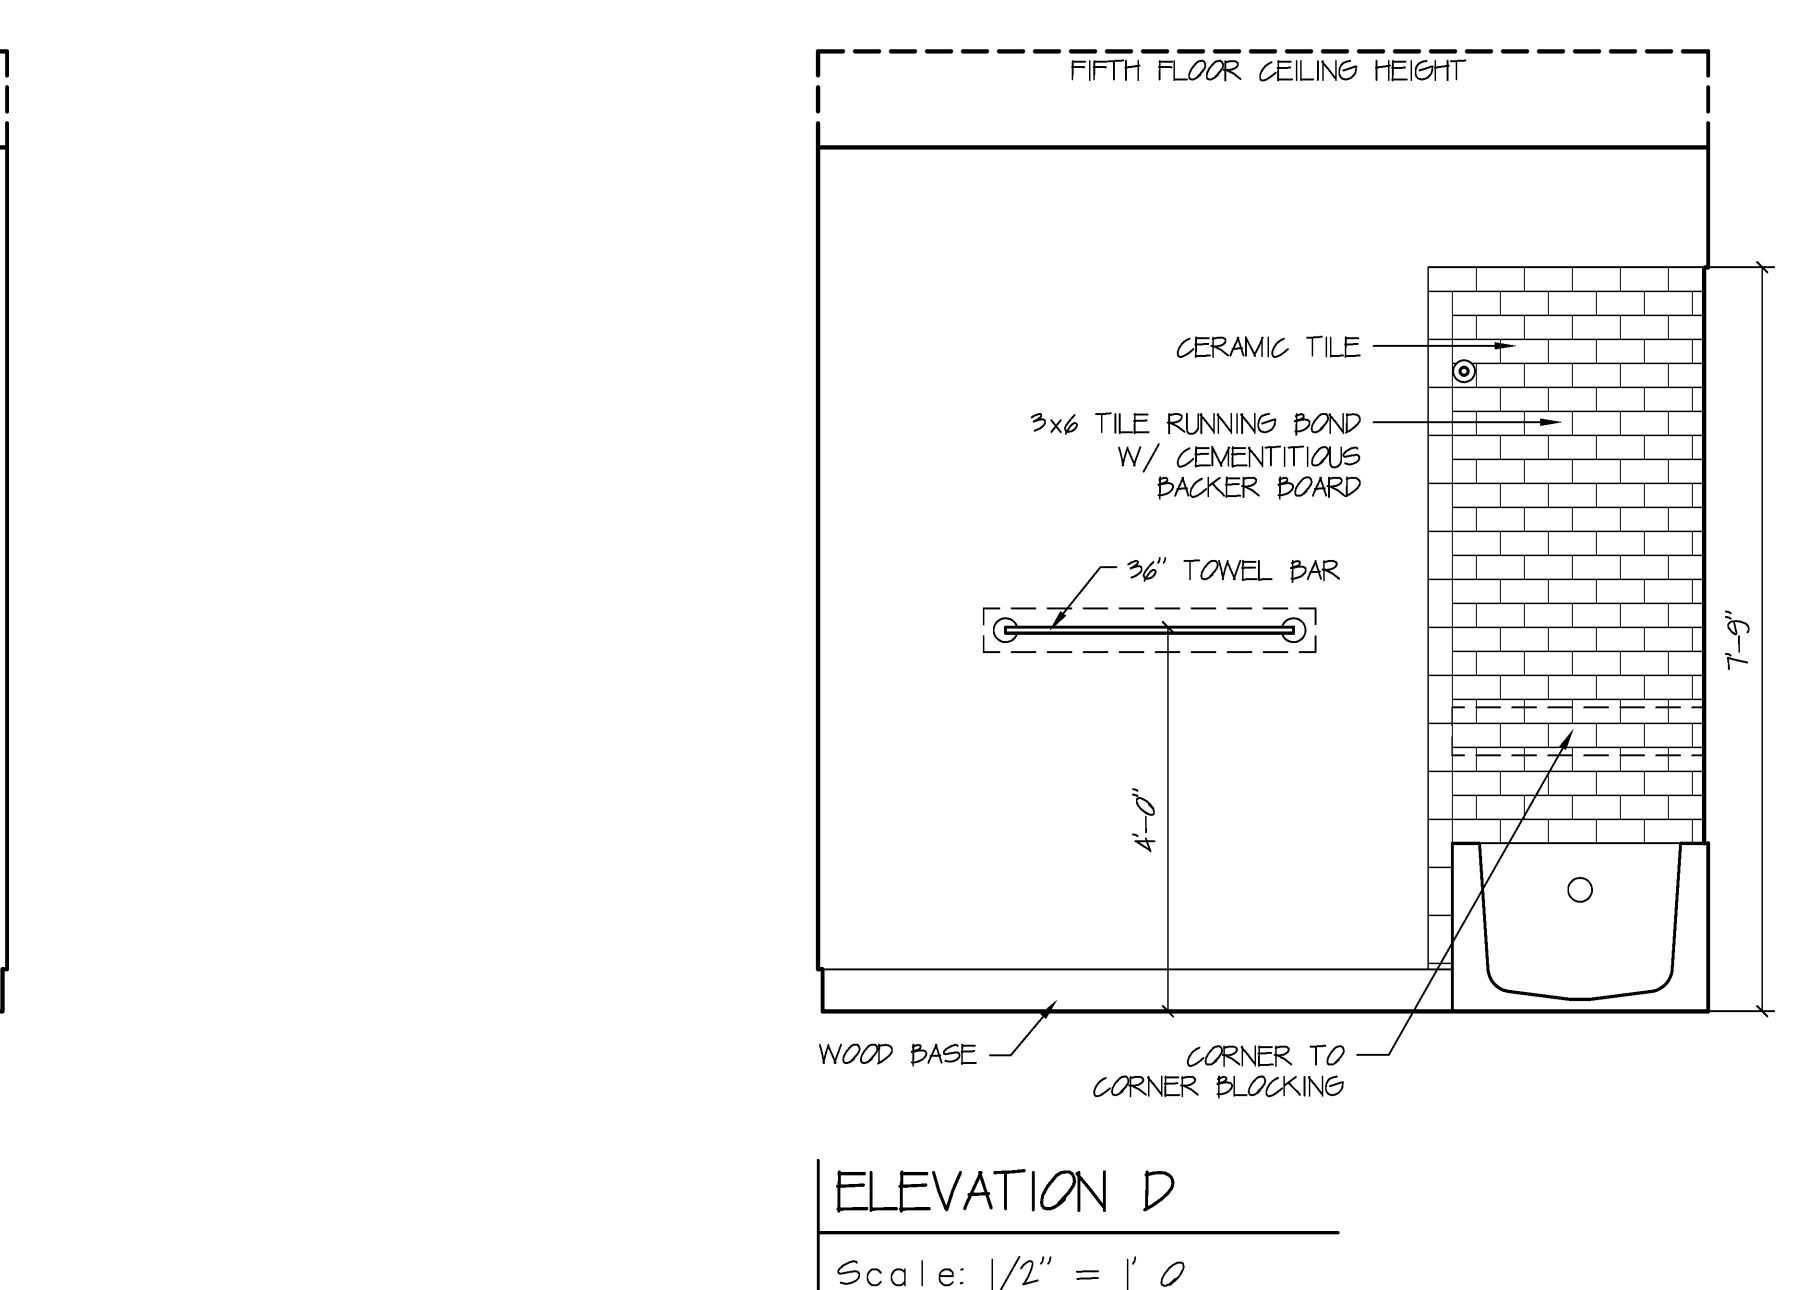 FIFTH FLOOR CEILING HEIGHT
CERAMIC TILE
3x6 TILE RUNNING BOND
W/ CEMENTITIOUS
BACKER BOARD
36" TOWEL BAR
7'-9"
4'-0"
WOOD BASE
CORNER TO
CORNER BLOCKING
ELEVATION D
Scale: 1/2" = 1' 0